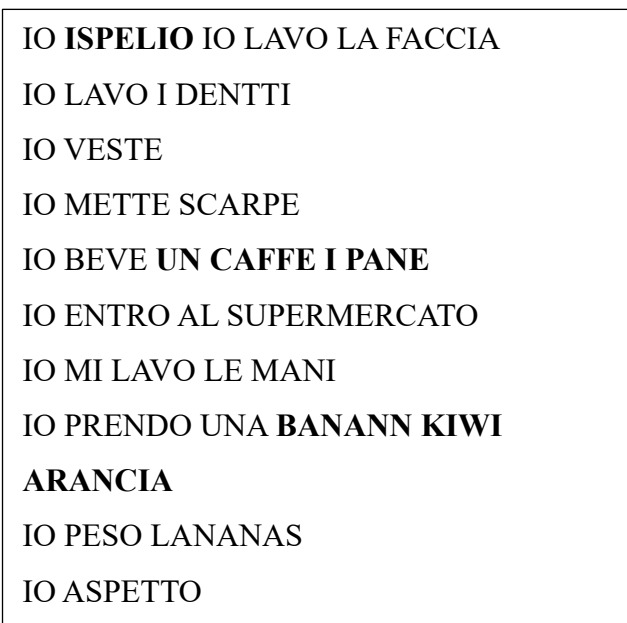 IO ISPELIO IO LAVO LA FACCIA
IO LAVO I DENTTI
IO VESTE
IO METTE SCARPE
IO BEVE UN CAFFE I PANE
IO ENTRO AL SUPERMERCATO
IO MI LAVO LE MANI
IO PRENDO UNA BANANN KIWI
ARANCIA
IO PESO LANANAS
IO ASPETTO